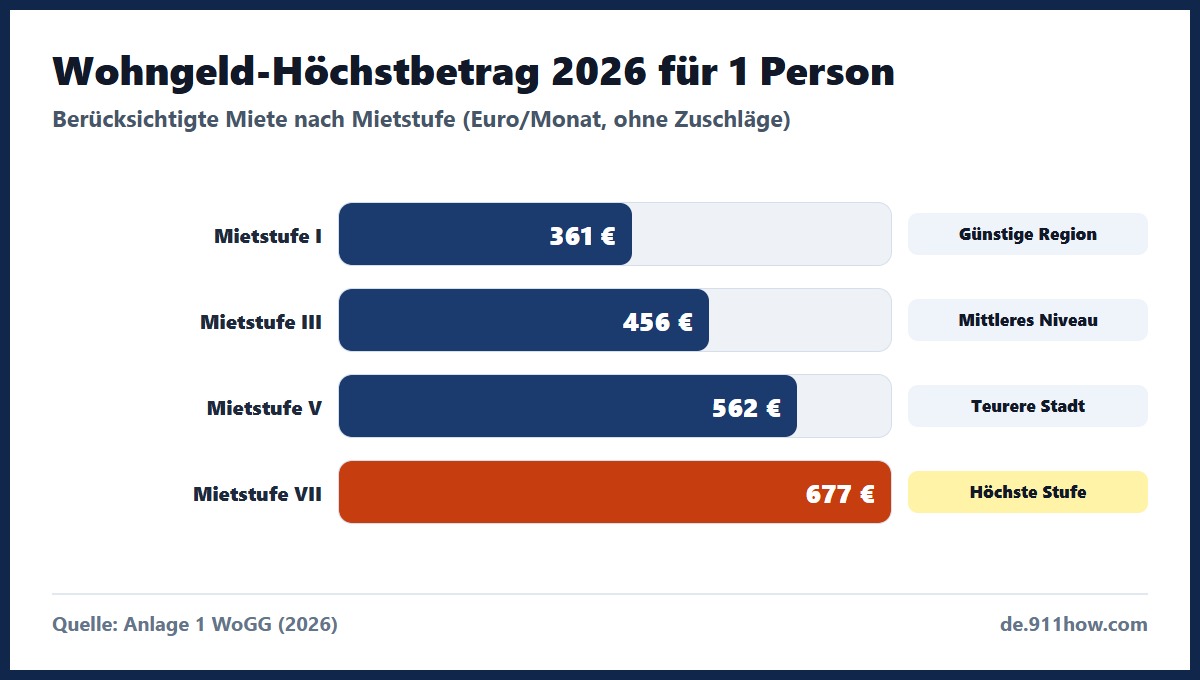 Wohngeld-Höchstbetrag 2026 für 1 Person
Berücksichtigte Miete nach Mietstufe (Euro/Monat, ohne Zuschläge)
Mietstufe I 361 € Günstige Region
Mietstufe III 456 € Mittleres Niveau
Mietstufe V 562 € Teurere Stadt
Mietstufe VII 677 € Höchste Stufe
Quelle: Anlage 1 WoGG (2026) de.911how.com